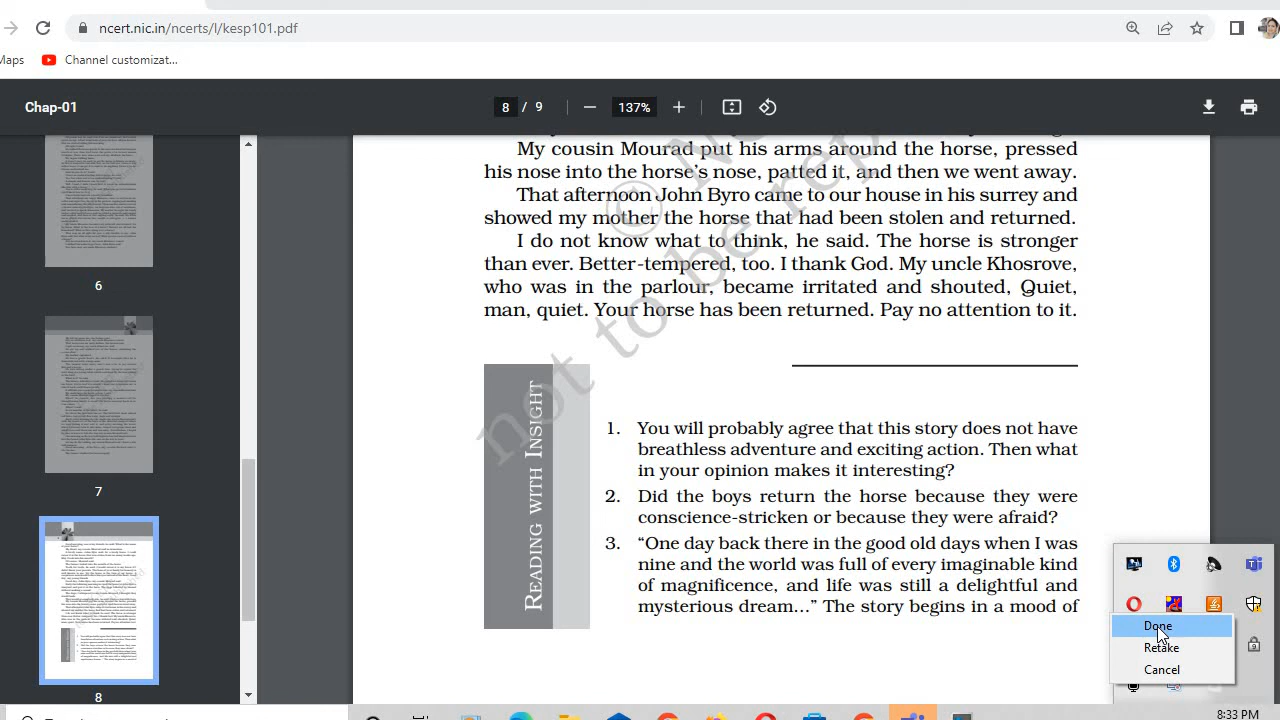 ncert.nic.in/ncerts/l/kesp101.pdf
Maps
Channel customizat...
Chap-01
8 / 9
137%
My cousin Mourad put his arms around the horse, pressed
his nose into the horse's nose, patted it, and then we went away.
That afternoon John Byro came to our house in his surrey and
showed my mother the horse that had been stolen and returned.
I do not know what to think, he said. The horse is stronger
than ever. Better-tempered, too. I thank God. My uncle Khosrove,
who was in the parlour, became irritated and shouted, Quiet,
man, quiet. Your horse has been returned. Pay no attention to it.
6
7
8
READING WITH INSIGHT
1. You will probably agree that this story does not have
breathless adventure and exciting action. Then what
in your opinion makes it interesting?
2. Did the boys return the horse because they were
conscience-stricken or because they were afraid?
3. “One day back there in the good old days when I was
nine and the world was full of every imaginable kind
of magnificence, and life was still a delightful and
mysterious dream...” The story begins in a mood of
not to be rep
Done
Retake
Cancel
8:33 PM